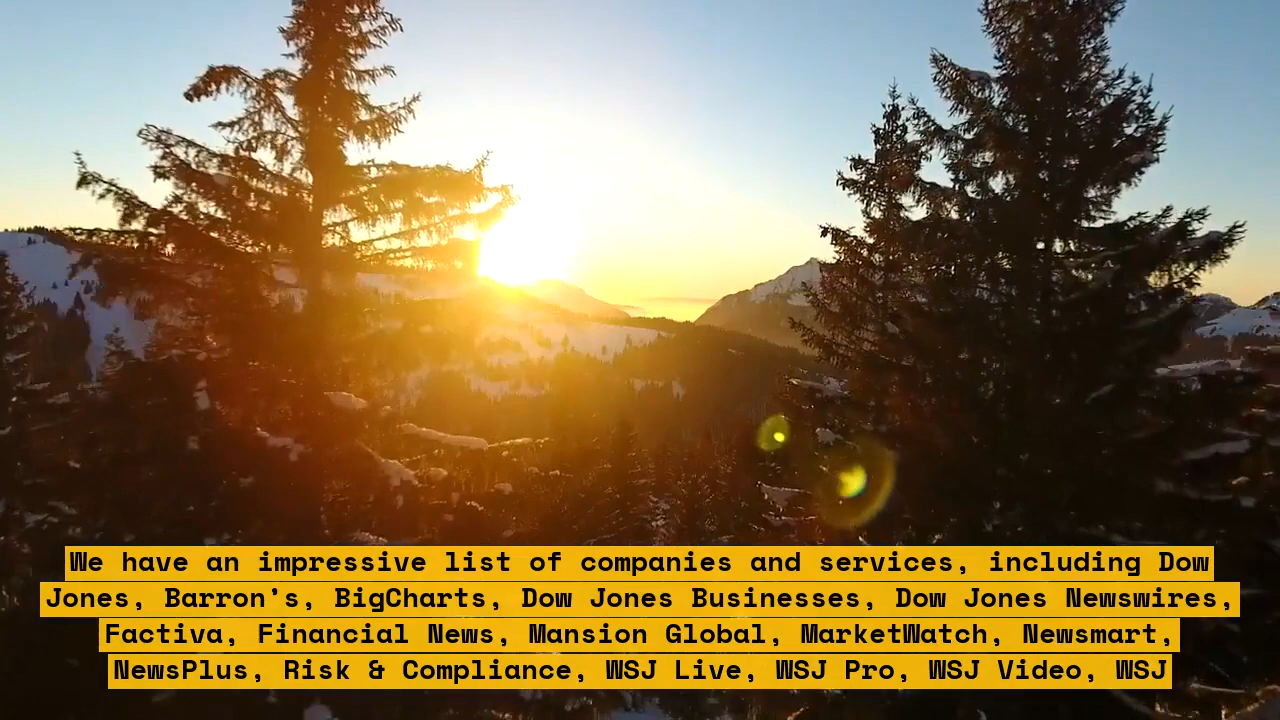 We have an impressive list of companies and services, including Dow
Jones, Barron's, BigCharts, Dow Jones Businesses, Dow Jones Newswires,
Factiva, Financial News, Mansion Global, MarketWatch, Newsmart,
NewsPlus, Risk & Compliance, WSJ Live, WSJ Pro, WSJ Video, WSJ